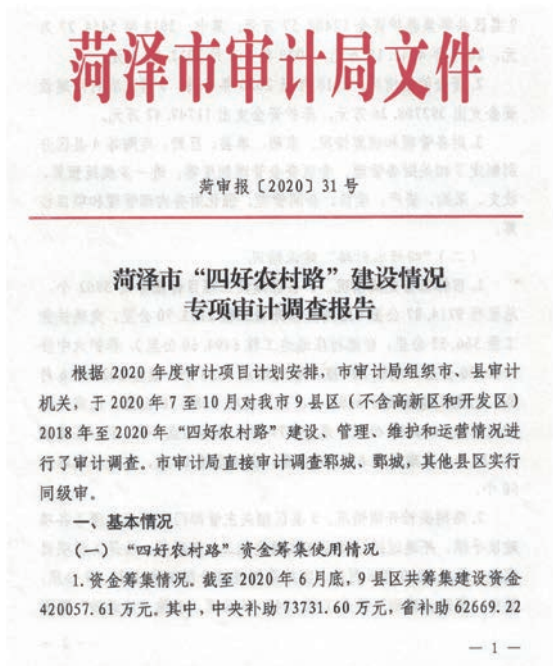 菏泽市审计局文件
菏审报〔2020〕31号
菏泽市“四好农村路”建设情况
专项审计调查报告
根据2020年度审计项目计划安排，市审计局组织市、县审计
机关，于2020年7至10月对我市9县区（不含高新区和开发区）
2018年至2020年“四好农村路”建设、管理、维护和运营情况进
行了审计调查。市审计局直接审计调查郓城、鄄城，其他县区实行
同级审。
一、基本情况
（一）“四好农村路”资金筹集使用情况
1.资金筹集情况。截至2020年6月底，9县区共筹集建设资金
420057.61万元。其中，中央补助73731.60万元，省补助62669.22
— 1 —